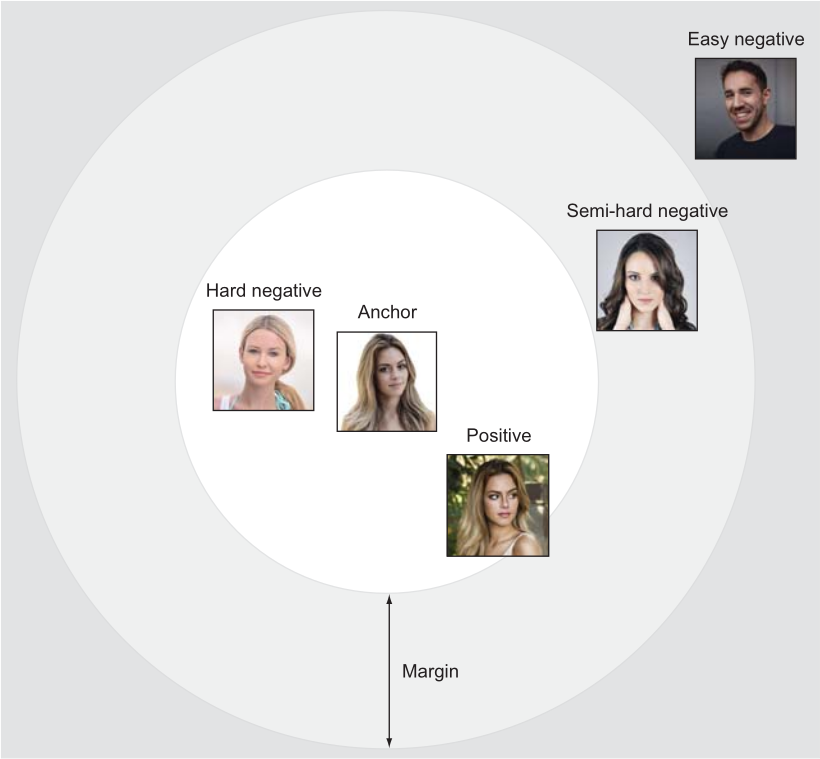 Easy negative
Semi-hard negative
Hard negative
Anchor
Positive
Margin